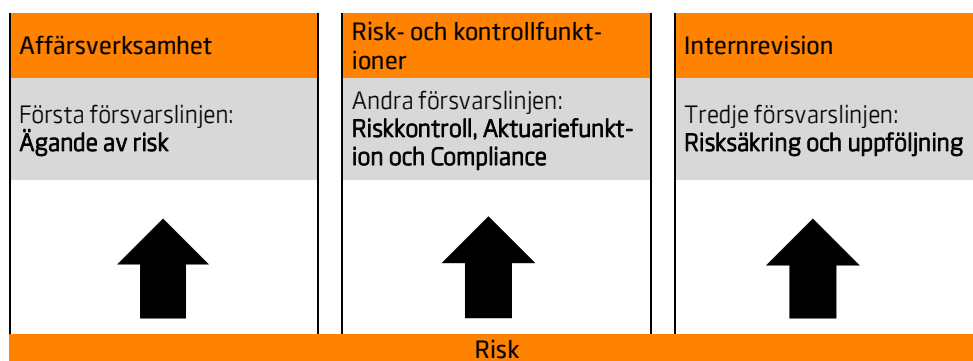 Affärsverksamhet
Första försvarslinjen:
Ägande av risk
Risk- och kontrollfunkt-
ioner
Andra försvarslinjen:
Riskkontroll, Aktuariefunkt-
ion och Compliance
Internrevision
Tredje försvarslinjen:
Risksäkring och uppföljning
Risk